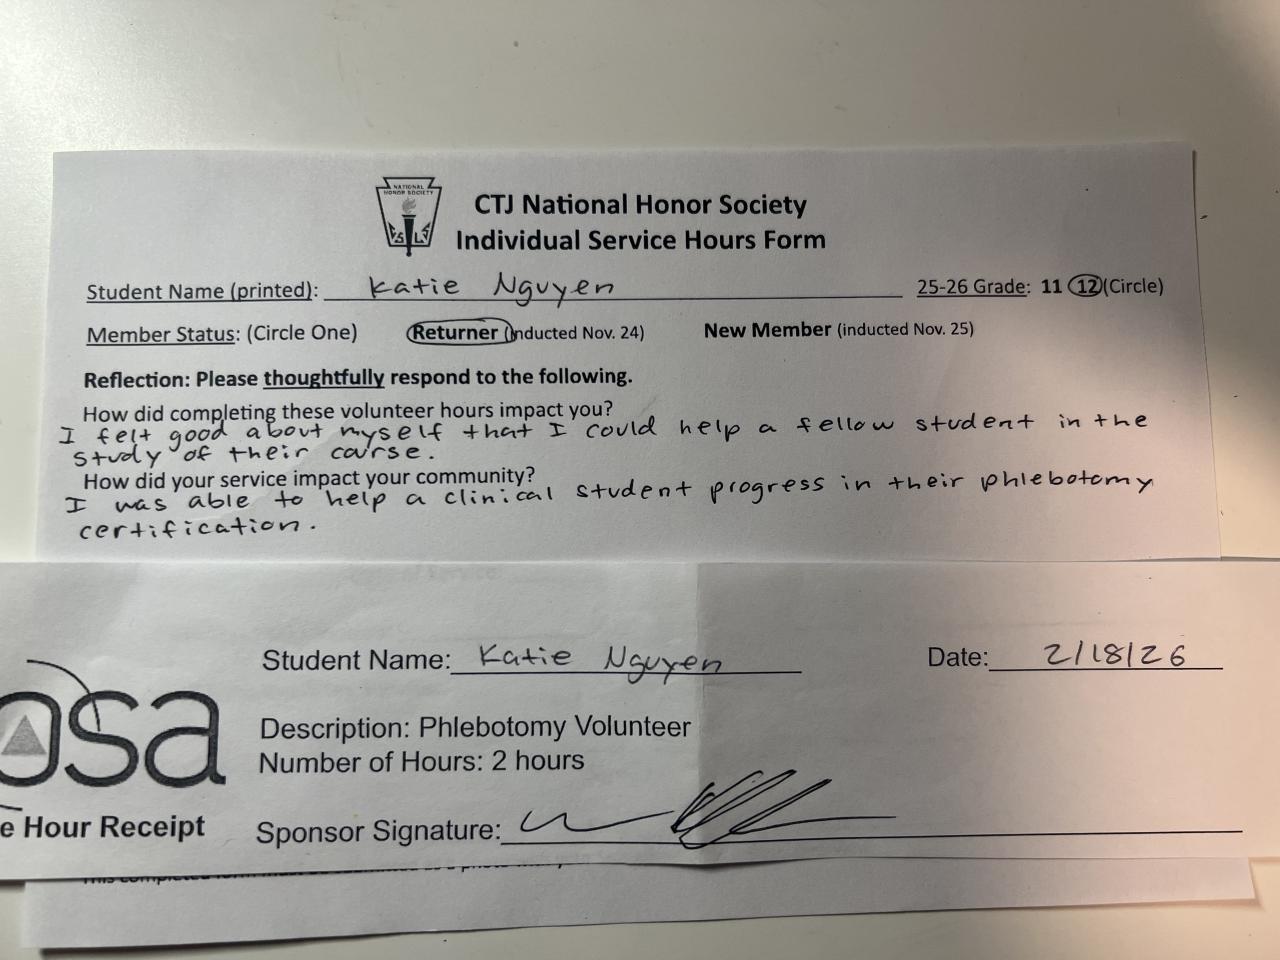 NATIONAL
HONOR SOCIETY
CTJ National Honor Society
Individual Service Hours Form
Student Name (printed): Katie Nguyen 25-26 Grade: 11 12 (Circle)
Member Status: (Circle One) Returner (inducted Nov. 24) New Member (inducted Nov. 25)
Reflection: Please thoughtfully respond to the following.
How did completing these volunteer hours impact you?
I felt good about myself that I could help a fellow student in the
study of their course.
How did your service impact your community?
I was able to help a clinical student progress in their phlebotomy
certification.
Student Name: Katie Nguyen Date: 2/18/26
osa
Description: Phlebotomy Volunteer
Number of Hours: 2 hours
e Hour Receipt
Sponsor Signature:
This completed form must be